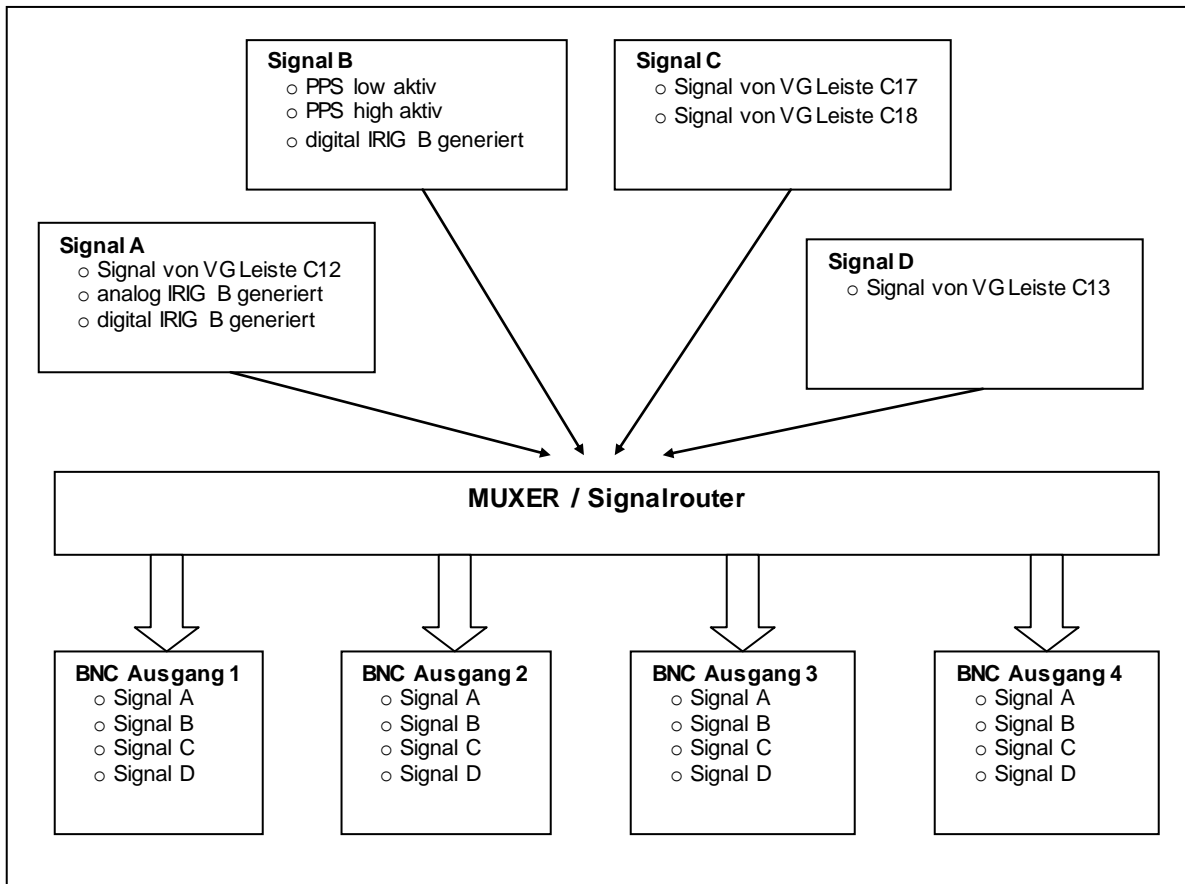 Signal B
○ PPS low aktiv
○ PPS high aktiv
○ digital IRIG B generiert
Signal C
○ Signal von VG Leiste C17
○ Signal von VG Leiste C18
Signal A
○ Signal von VG Leiste C12
○ analog IRIG B generiert
○ digital IRIG B generiert
Signal D
○ Signal von VG Leiste C13
MUXER / Signalrouter
BNC Ausgang 1
○ Signal A
○ Signal B
○ Signal C
○ Signal D
BNC Ausgang 2
○ Signal A
○ Signal B
○ Signal C
○ Signal D
BNC Ausgang 3
○ Signal A
○ Signal B
○ Signal C
○ Signal D
BNC Ausgang 4
○ Signal A
○ Signal B
○ Signal C
○ Signal D